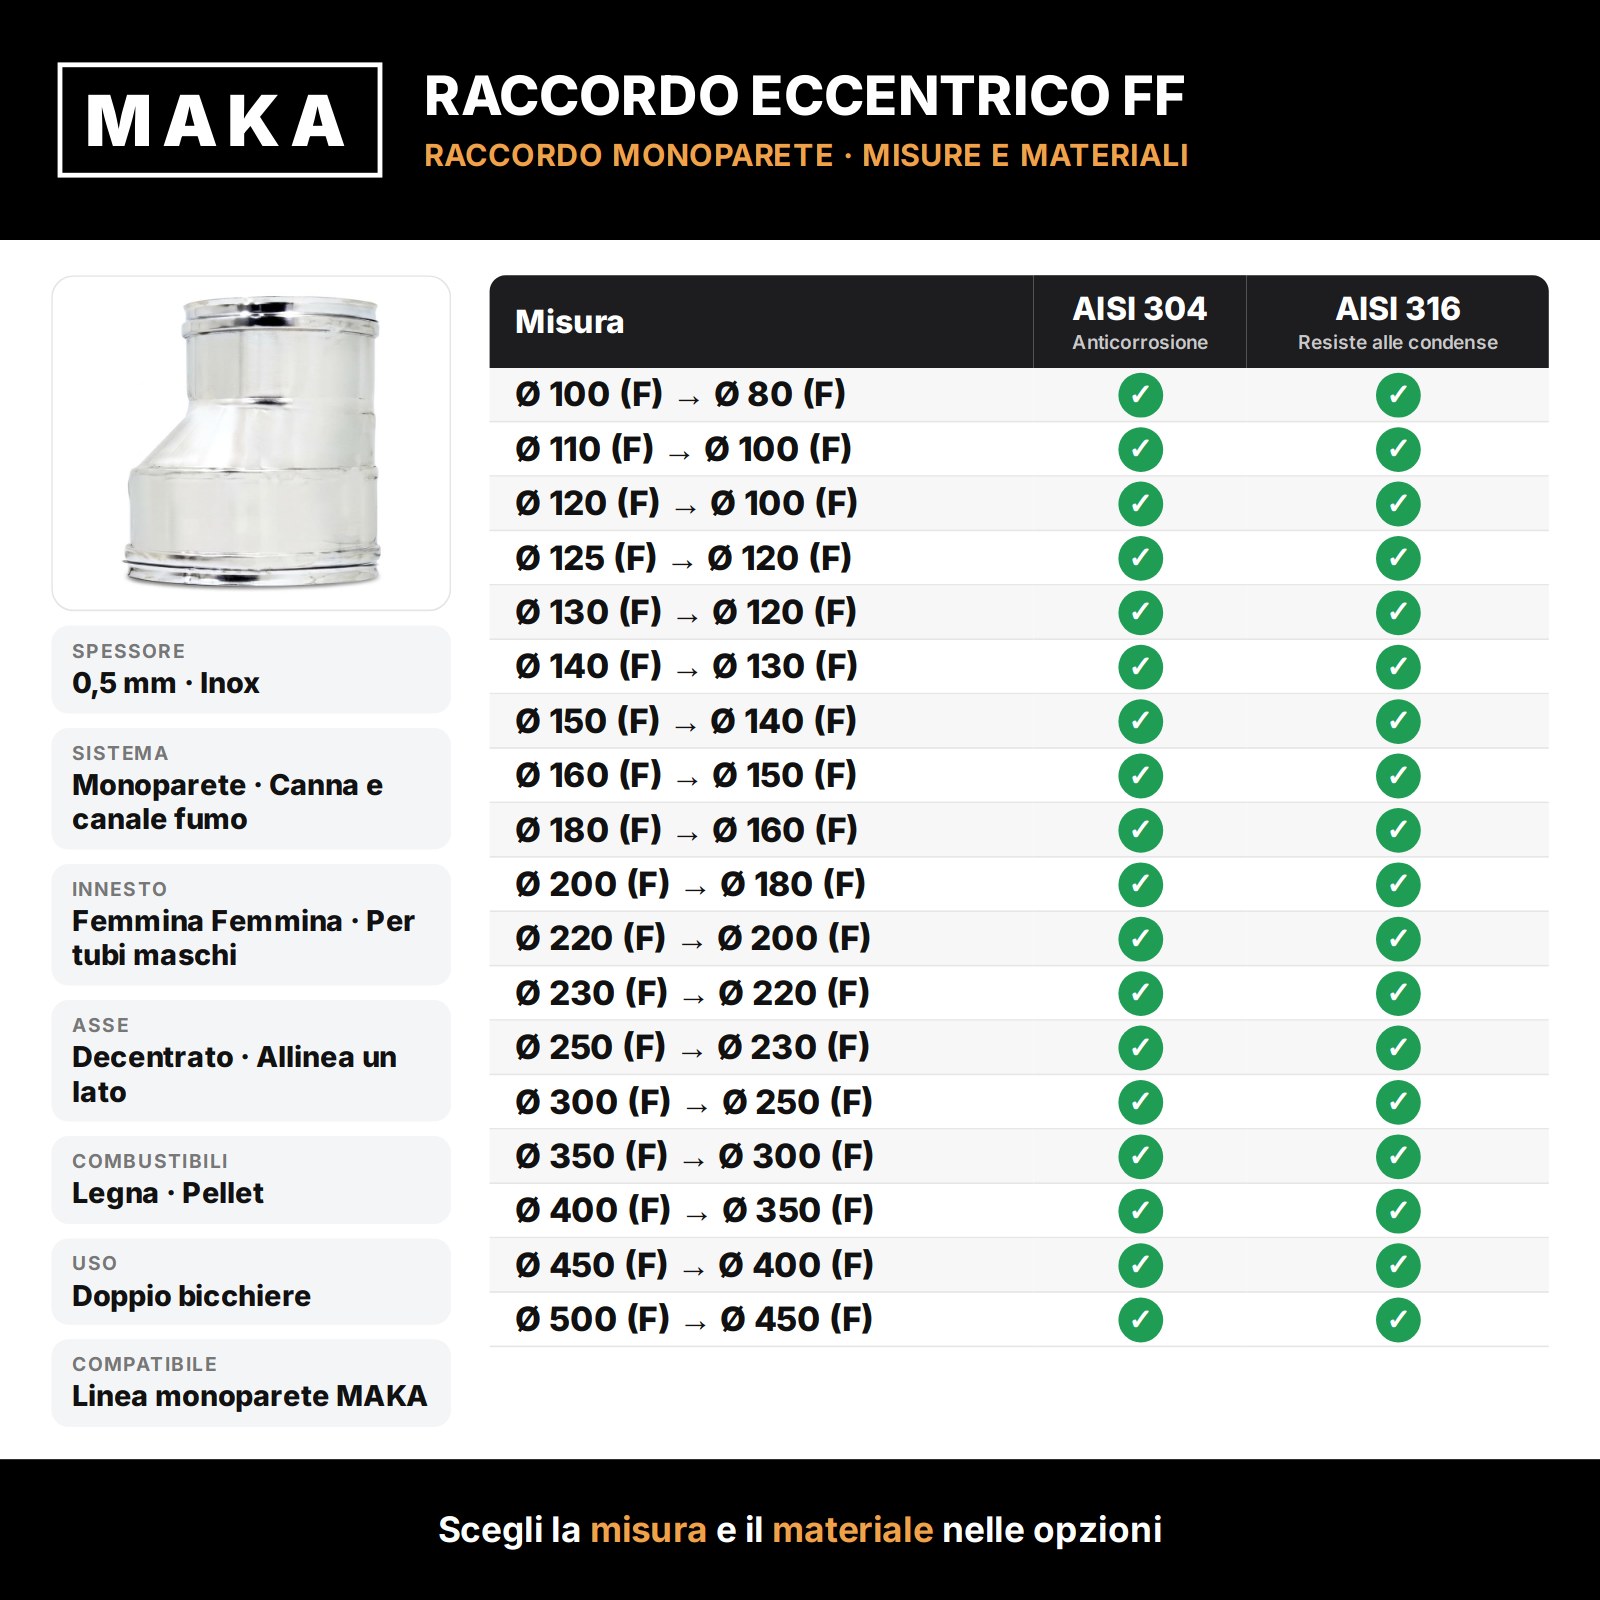 MAKA
RACCORDO ECCENTRICO FF
RACCORDO MONOPARETE · MISURE E MATERIALI
SPESSORE
0,5 mm · Inox
SISTEMA
Monoparete · Canna e
canale fumo
INNESTO
Femmina Femmina · Per
tubi maschi
ASSE
Decentrato · Allinea un
lato
COMBUSTIBILI
Legna · Pellet
USO
Doppio bicchiere
COMPATIBILE
Linea monoparete MAKA
Misura AISI 304 AISI 316
Anticorrosione Resiste alle condense
Ø 100 (F) → Ø 80 (F) ✓ ✓
Ø 110 (F) → Ø 100 (F) ✓ ✓
Ø 120 (F) → Ø 100 (F) ✓ ✓
Ø 125 (F) → Ø 120 (F) ✓ ✓
Ø 130 (F) → Ø 120 (F) ✓ ✓
Ø 140 (F) → Ø 130 (F) ✓ ✓
Ø 150 (F) → Ø 140 (F) ✓ ✓
Ø 160 (F) → Ø 150 (F) ✓ ✓
Ø 180 (F) → Ø 160 (F) ✓ ✓
Ø 200 (F) → Ø 180 (F) ✓ ✓
Ø 220 (F) → Ø 200 (F) ✓ ✓
Ø 230 (F) → Ø 220 (F) ✓ ✓
Ø 250 (F) → Ø 230 (F) ✓ ✓
Ø 300 (F) → Ø 250 (F) ✓ ✓
Ø 350 (F) → Ø 300 (F) ✓ ✓
Ø 400 (F) → Ø 350 (F) ✓ ✓
Ø 450 (F) → Ø 400 (F) ✓ ✓
Ø 500 (F) → Ø 450 (F) ✓ ✓
Scegli la misura e il materiale nelle opzioni